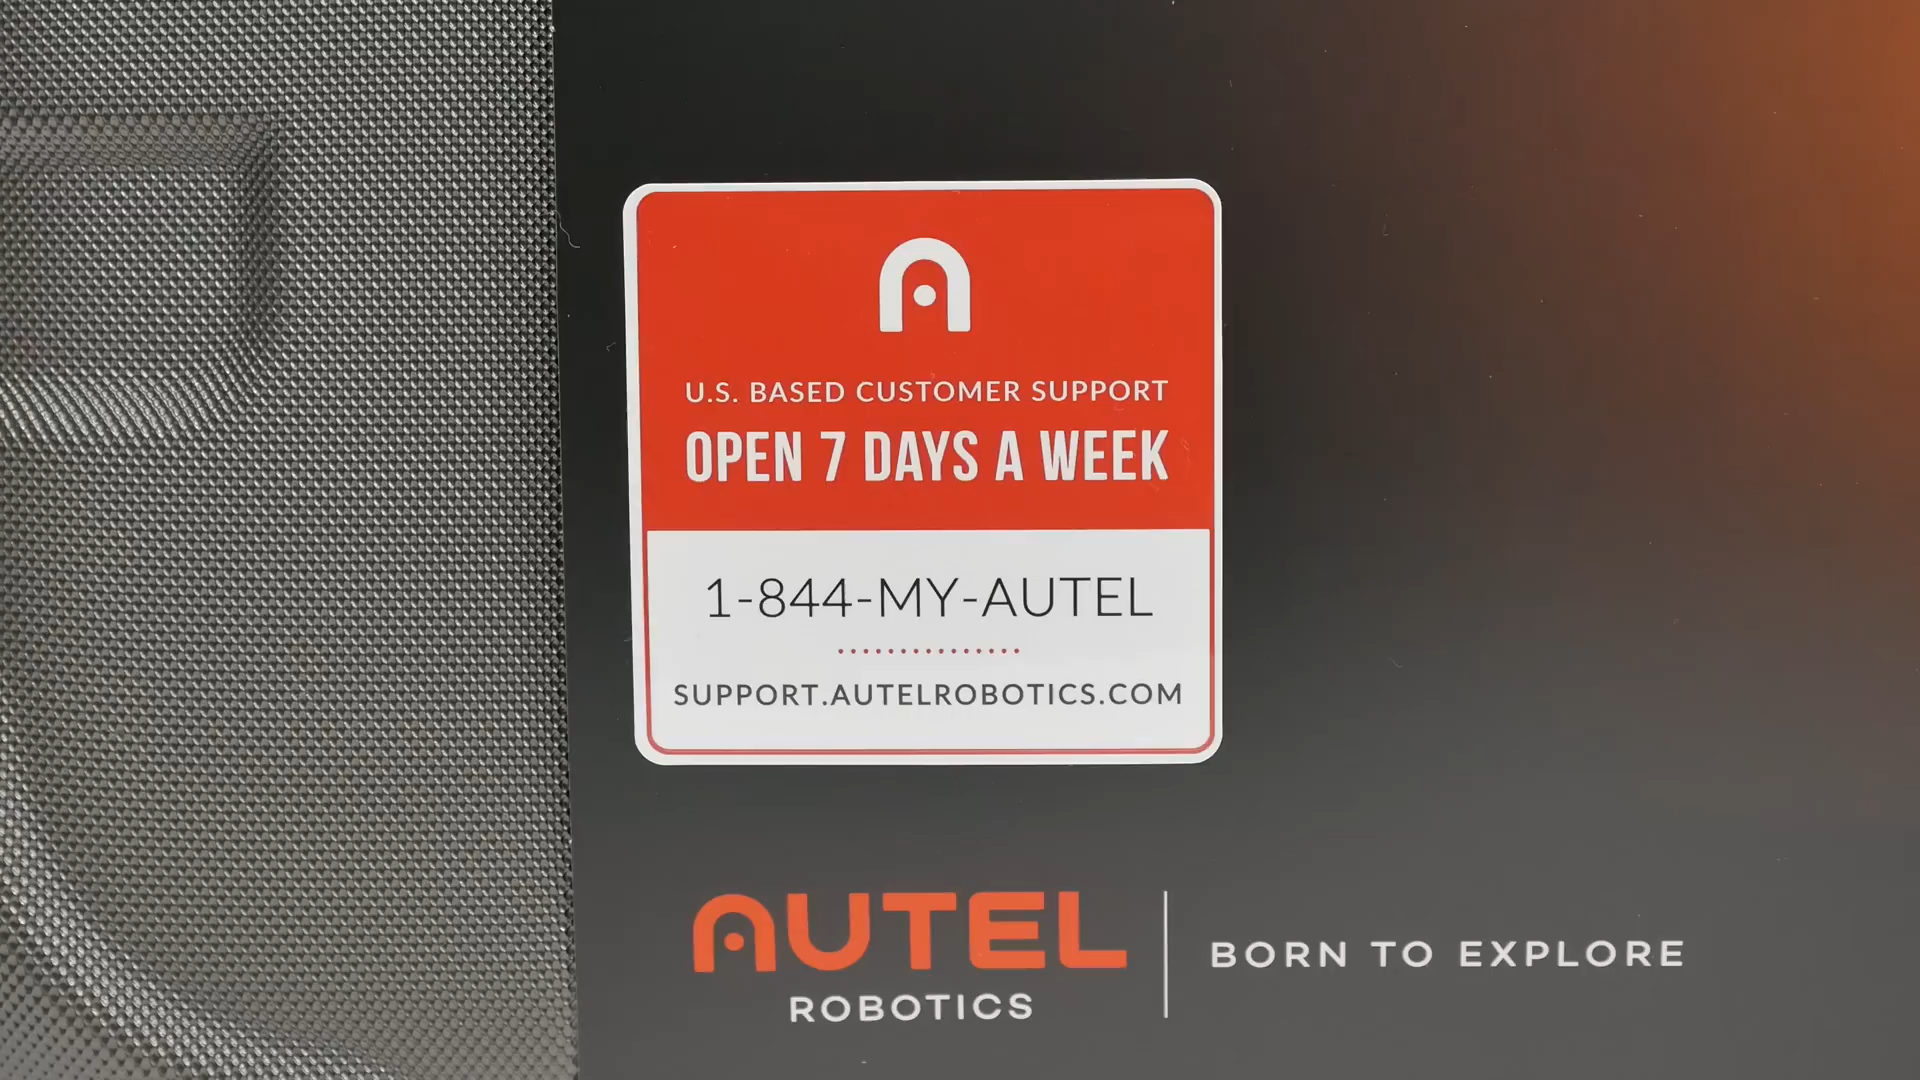 U.S. BASED CUSTOMER SUPPORT
OPEN 7 DAYS A WEEK
1-844-MY-AUTEL
SUPPORT.AUTELROBOTICS.COM
AUTEL
ROBOTICS
BORN TO EXPLORE